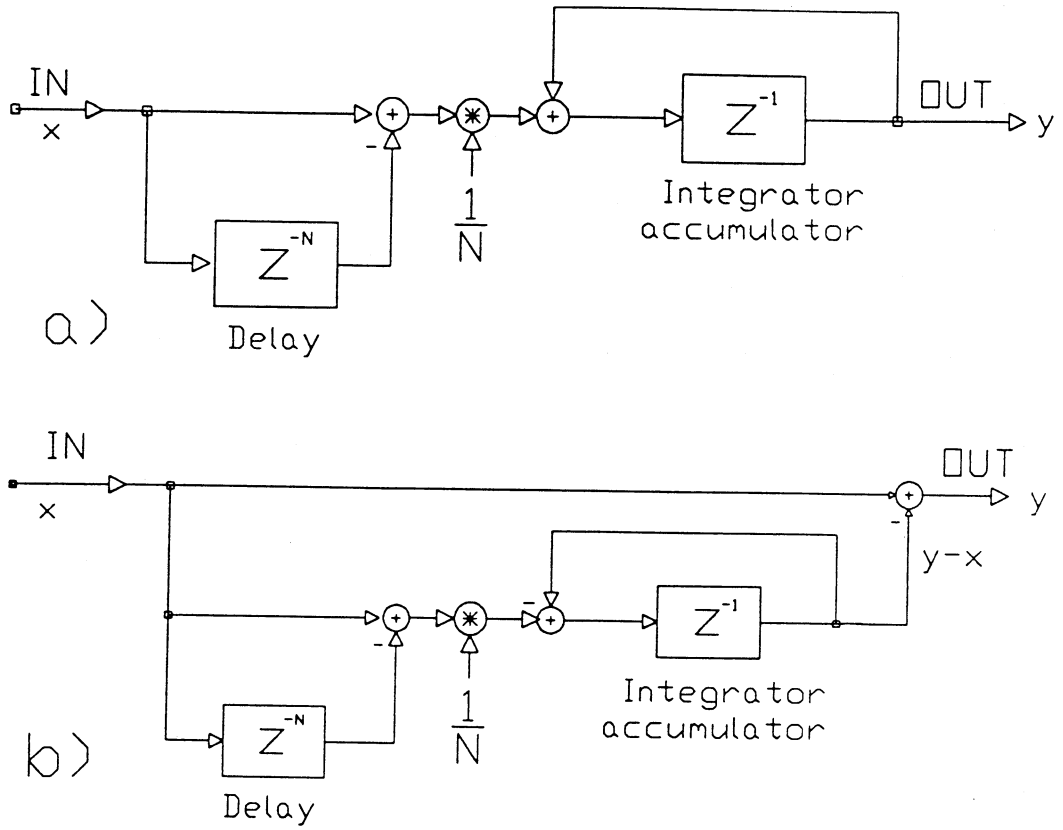 IN
x
+
-
*
+
1
N
Z -1
OUT
y
Integrator
accumulator
Z -N
Delay
a)
IN
x
OUT
+
-
y
y-x
+
-
*
-
+
1
N
Z -1
Integrator
accumulator
Z -N
Delay
b)